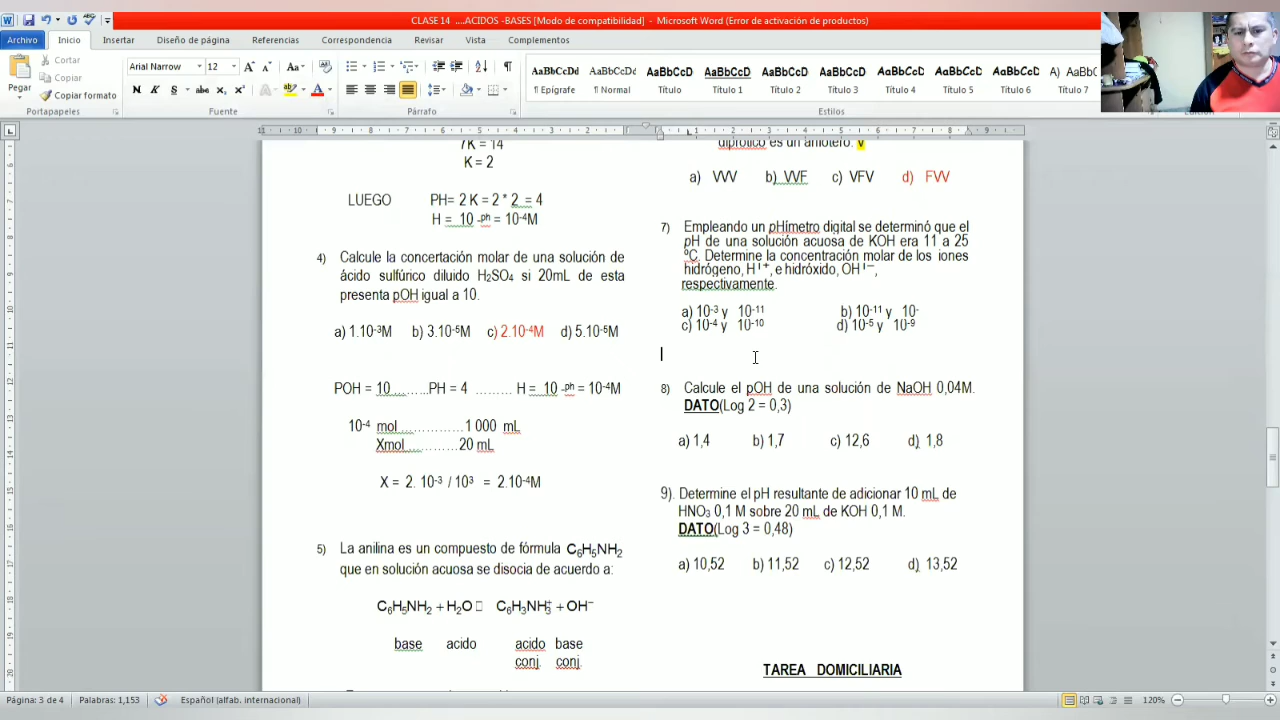 CLASE 14 ....ACIDOS -BASES [Modo de compatibilidad] - Microsoft Word (Error de activación de productos)
Archivo Inicio Insertar Diseño de página Referencias Correspondencia Revisar Vista Complementos
Cortar
Copiar
Copiar formato
Pegar
Portapapeles
Arial Narrow 12
Fuente
Párrafo
AaBbCcDc AaBbCcDc AaBbCcD AaBbCcD AaBbCcD AaBbCcD AaBbCcD AaBbCcD AaBbCcD AaBbCcD
¶ Epígrafe ¶ Normal Título Título 1 Título 2 Título 3 Título 4 Título 5 Título 6 Título 7
Estilos
7K = 14
K = 2
LUEGO PH= 2 K = 2 * 2 = 4
H = 10 -ph = 10-4M
4) Calcule la concertación molar de una solución de
ácido sulfúrico diluido H2SO4 si 20mL de esta
presenta pOH igual a 10.
a) 1.10-3M b) 3.10-5M c) 2.10-4M d) 5.10-5M
POH = 10 ..........PH = 4 ......... H = 10 -ph = 10-4M
10-4 mol................1 000 mL
Xmol...............20 mL
X = 2. 10-3 / 10³ = 2.10-4M
5) La anilina es un compuesto de fórmula C6H5NH2
que en solución acuosa se disocia de acuerdo a:
C6H5NH2 + H2O C6H3NH3+ + OH−
base acido acido base
conj. conj.
diprótico es un anfótero. V
a) VVV b) VVF c) VFV d) FVV
7) Empleando un pHímetro digital se determinó que el
pH de una solución acuosa de KOH era 11 a 25
ºC. Determine la concentración molar de los iones
hidrógeno, H1+, e hidróxido, OH1−,
respectivamente.
a) 10-3 y 10-11 b) 10-11 y 10-
c) 10-4 y 10-10 d) 10-5 y 10-9
8) Calcule el pOH de una solución de NaOH 0,04M.
DATO(Log 2 = 0,3)
a) 1,4 b) 1,7 c) 12,6 d) 1,8
9). Determine el pH resultante de adicionar 10 mL de
HNO3 0,1 M sobre 20 mL de KOH 0,1 M.
DATO(Log 3 = 0,48)
a) 10,52 b) 11,52 c) 12,52 d) 13,52
TAREA DOMICILIARIA
Página: 3 de 4 Palabras: 1,153 Español (alfab. internacional) 120%